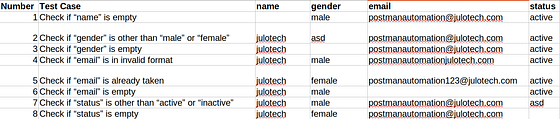 Number Test Case name gender email status
1 Check if “name” is empty male postmanautomation@julotech.com active
2 Check if “gender” is other than “male” or “female” julotech asd postmanautomation@julotech.com active
3 Check if “gender” is empty julotech postmanautomation@julotech.com active
4 Check if “email” is in invalid format julotech male postmanautomationjulotech.com active
5 Check if “email” is already taken julotech female postmanautomation123@julotech.com active
6 Check if “email” is empty julotech male active
7 Check if “status” is other than “active” or “inactive” julotech male postmanautomation@julotech.com asd
8 Check if “status” is empty julotech female postmanautomation@julotech.com